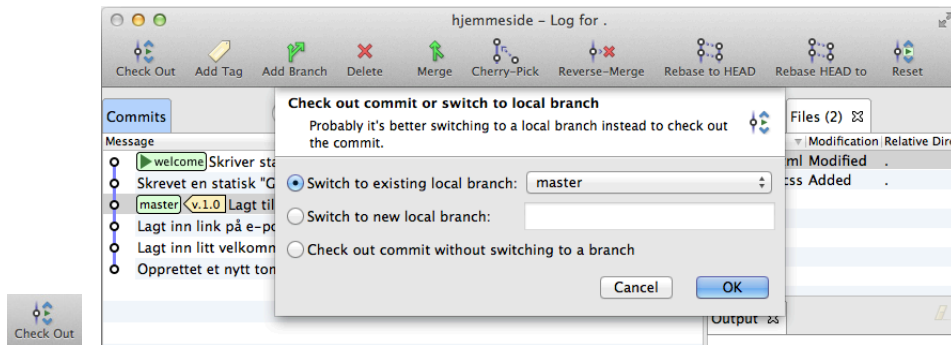 hjemmeside – Log for .
Check Out Add Tag Add Branch Delete Merge Cherry-Pick Reverse-Merge Rebase to HEAD Rebase HEAD to Reset
Commits
Message
welcome Skriver sta
Skrevet en statisk "G
master v.1.0 Lagt til
Lagt inn link på e-po
Lagt inn litt velkomn
Opprettet et nytt tom
Check out commit or switch to local branch
Probably it's better switching to a local branch instead to check out
the commit.
Switch to existing local branch: master
Switch to new local branch:
Check out commit without switching to a branch
Cancel OK
Files (2)
Modification Relative Dire
ml Modified .
css Added .
Output
Check Out